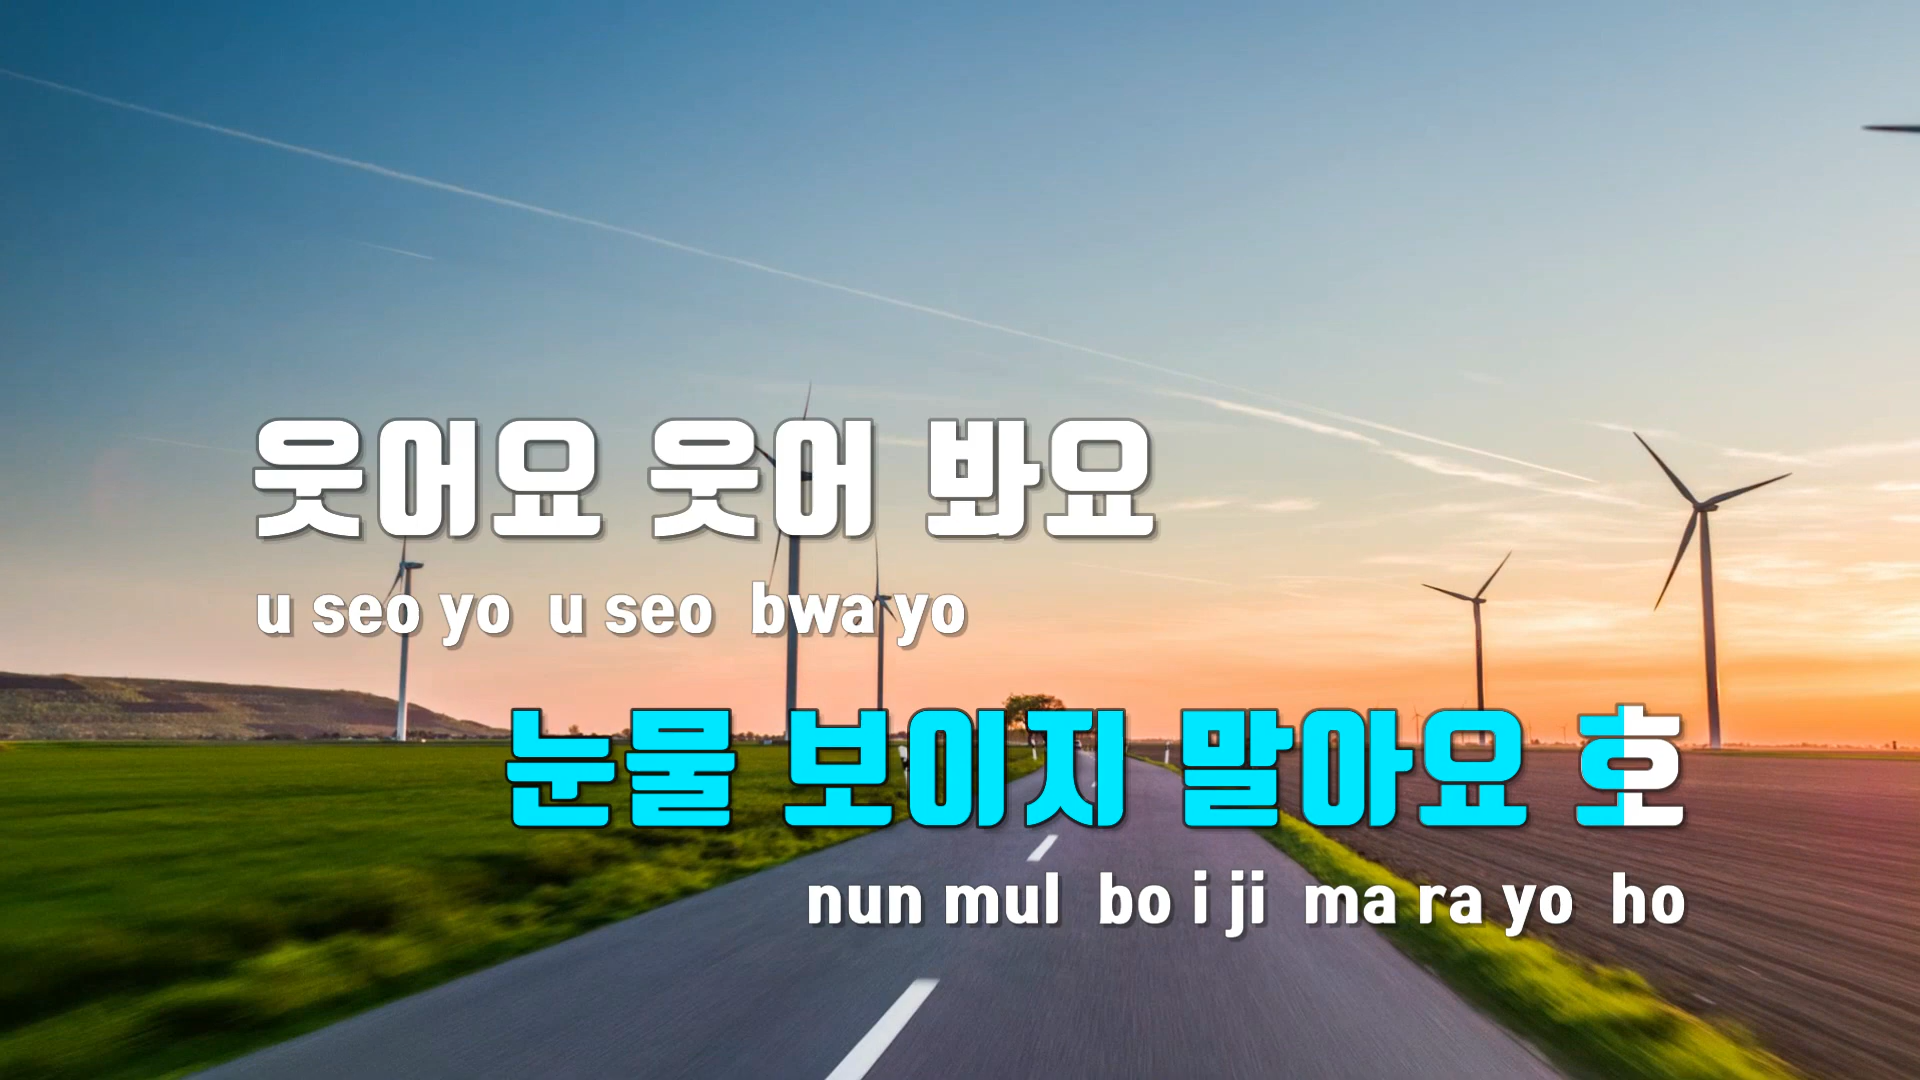 웃어요 웃어 봐요
u seo yo u seo bwa yo
눈물 보이지 말아요 호
nun mul bo i ji ma ra yo ho